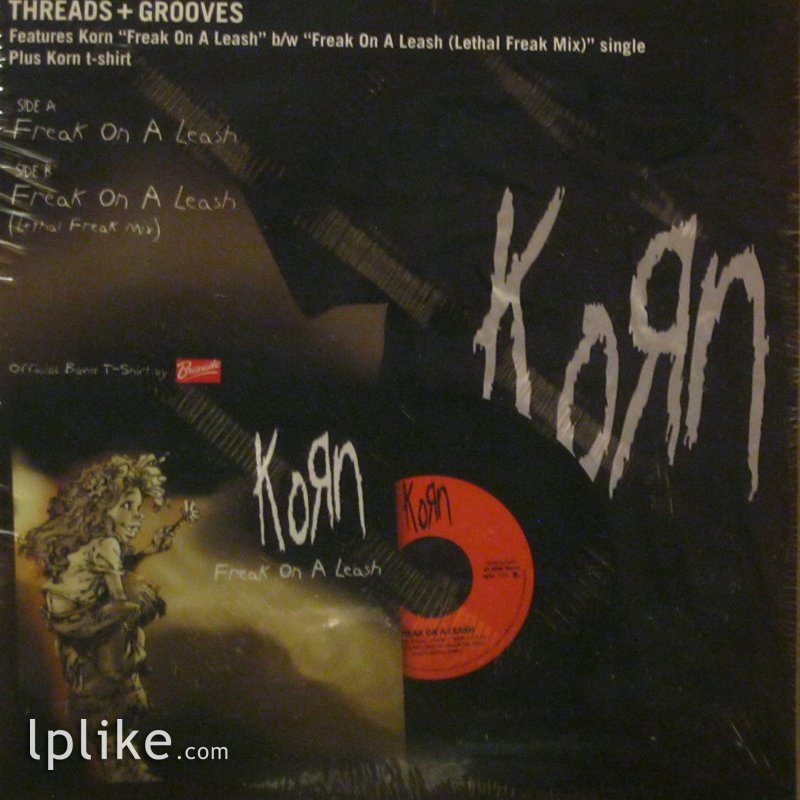 THREADS + GROOVES
Features Korn "Freak On A Leash" b/w "Freak On A Leash (Lethal Freak Mix)" single
Plus Korn t-shirt
SIDE A
Freak On A Leash
SIDE B
Freak On A Leash
(Lethal Freak Mix)
KoЯn
Official Band T-Shirt by Bravado
KoЯn
Freak On A Leash
KoЯn
FREAK ON A LEASH
lplike.com